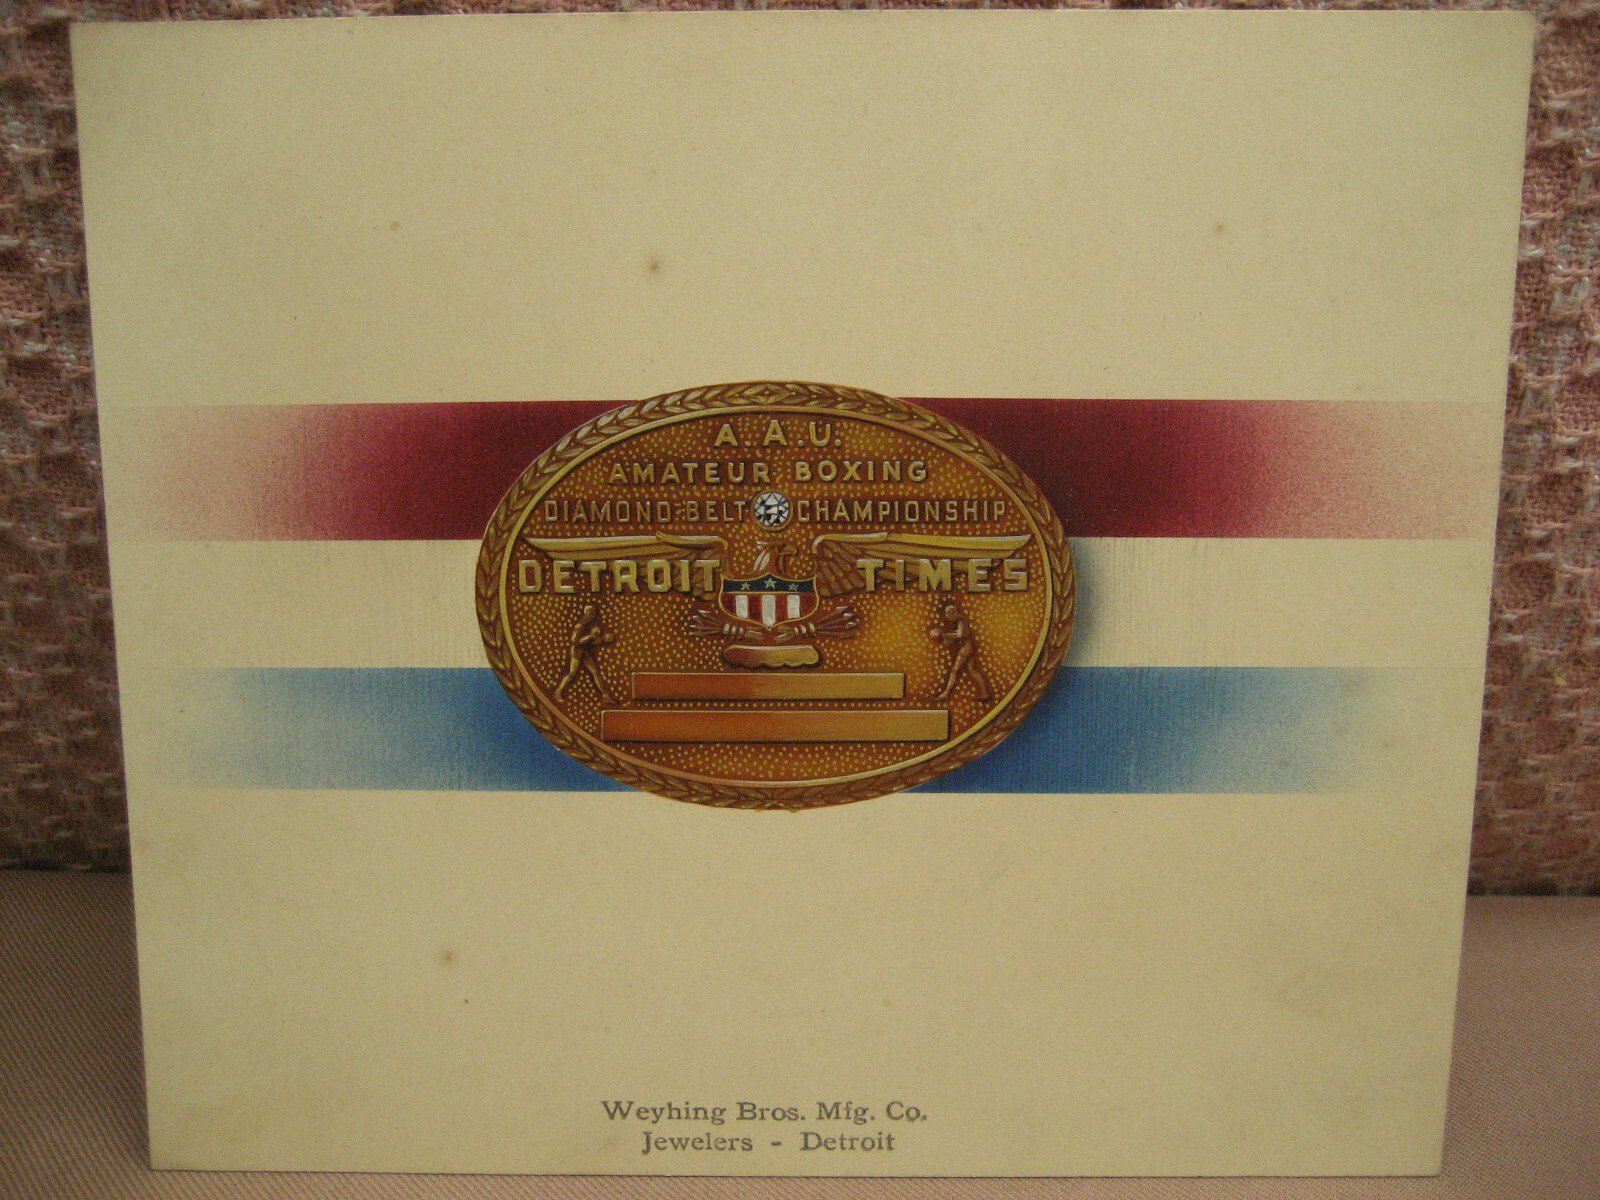 A.A.U.
AMATEUR BOXING
DIAMOND-BELT CHAMPIONSHIP
DETROIT TIMES
Weyhing Bros. Mfg. Co.
Jewelers - Detroit